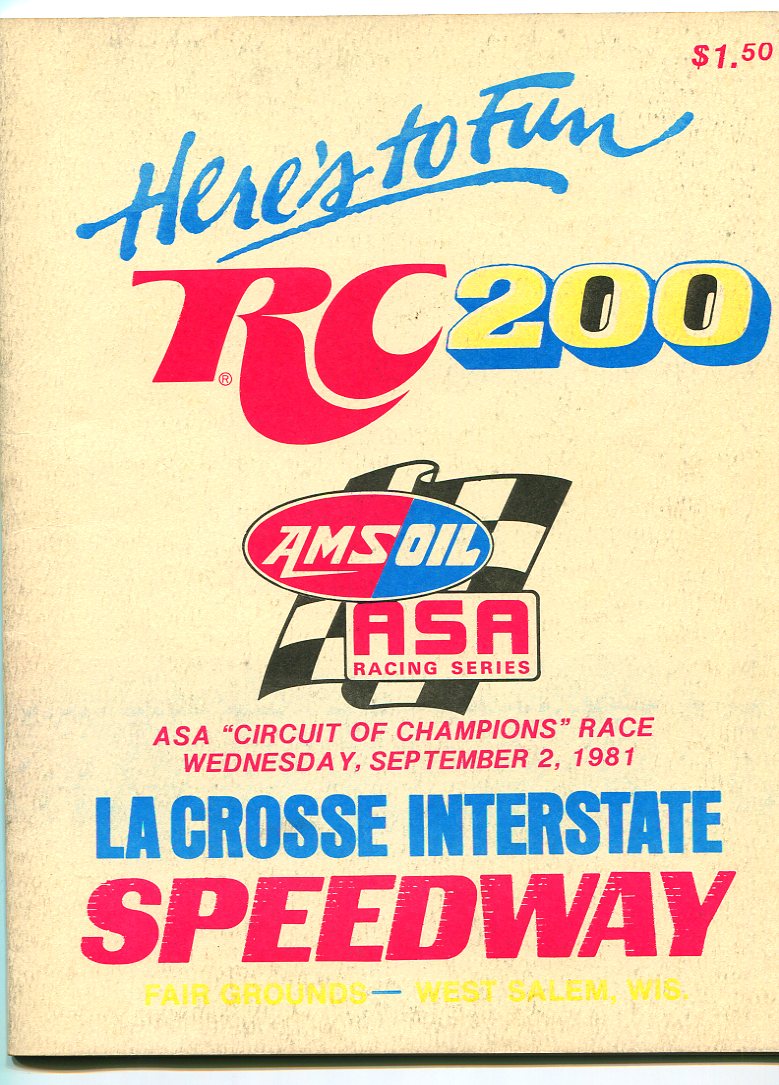 $1.50
Here's to Fun
RC 200
®
AMSOIL
ASA
RACING SERIES
ASA "CIRCUIT OF CHAMPIONS" RACE
WEDNESDAY, SEPTEMBER 2, 1981
LA CROSSE INTERSTATE
SPEEDWAY
FAIR GROUNDS — WEST SALEM, WIS.